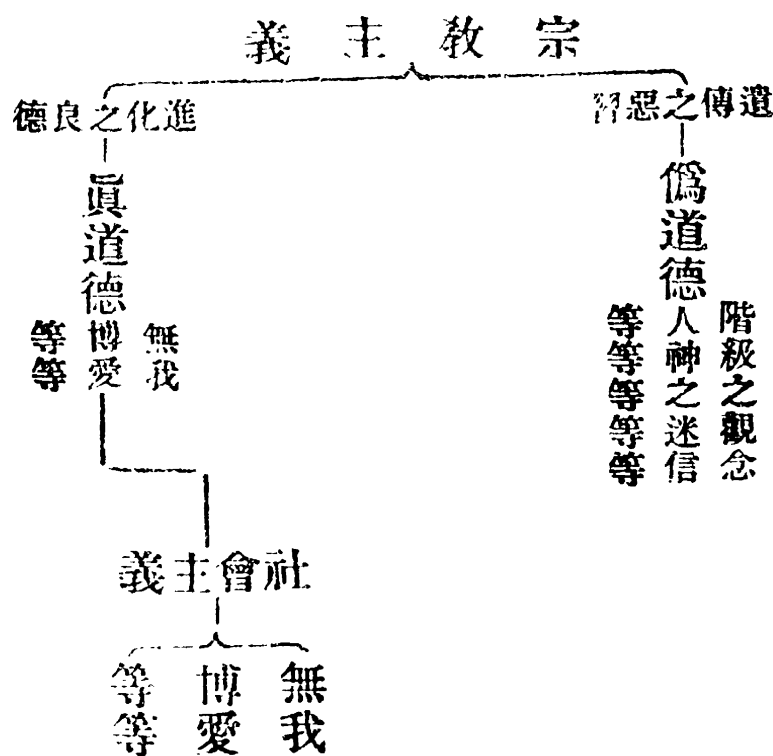 宗教主義
遺傳之惡習
僞道德
階級之觀念
人神之迷信
等等等等等
進化之良德
眞道德
無我
博愛
等等
社會主義
無我
博愛
等等